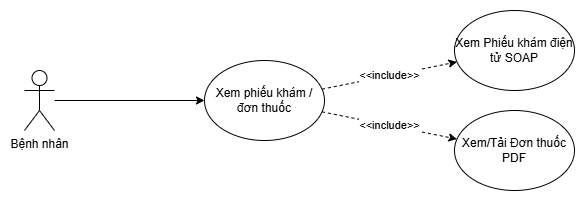 Xem Phiếu khám điện
tử SOAP
<<include>>
Xem phiếu khám /
đơn thuốc
<<include>>
Bệnh nhân
Xem/Tải Đơn thuốc
PDF